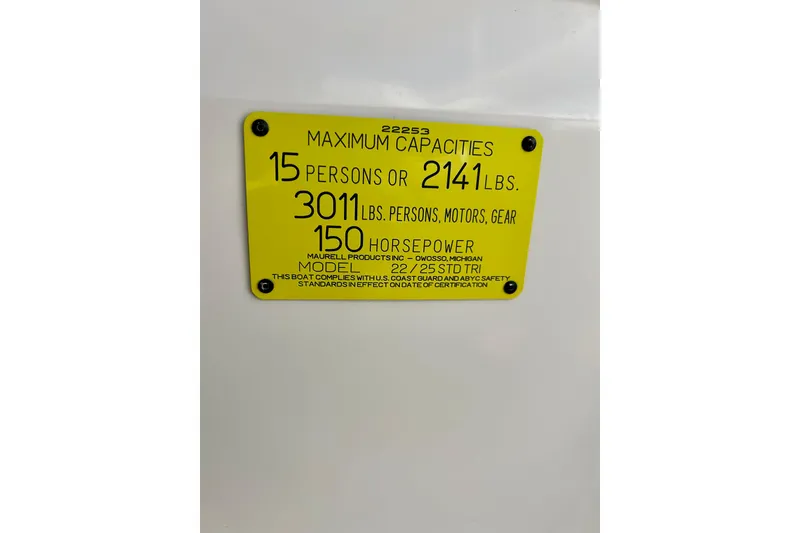 22253
MAXIMUM CAPACITIES
15 PERSONS OR 2141 LBS.
3011 LBS. PERSONS, MOTORS, GEAR
150 HORSEPOWER
MAURELL PRODUCTS INC - OWOSSO, MICHIGAN
MODEL 22 / 25 STD TRI
THIS BOAT COMPLIES WITH U.S. COAST GUARD AND ABYC SAFETY
STANDARDS IN EFFECT ON DATE OF CERTIFICATION